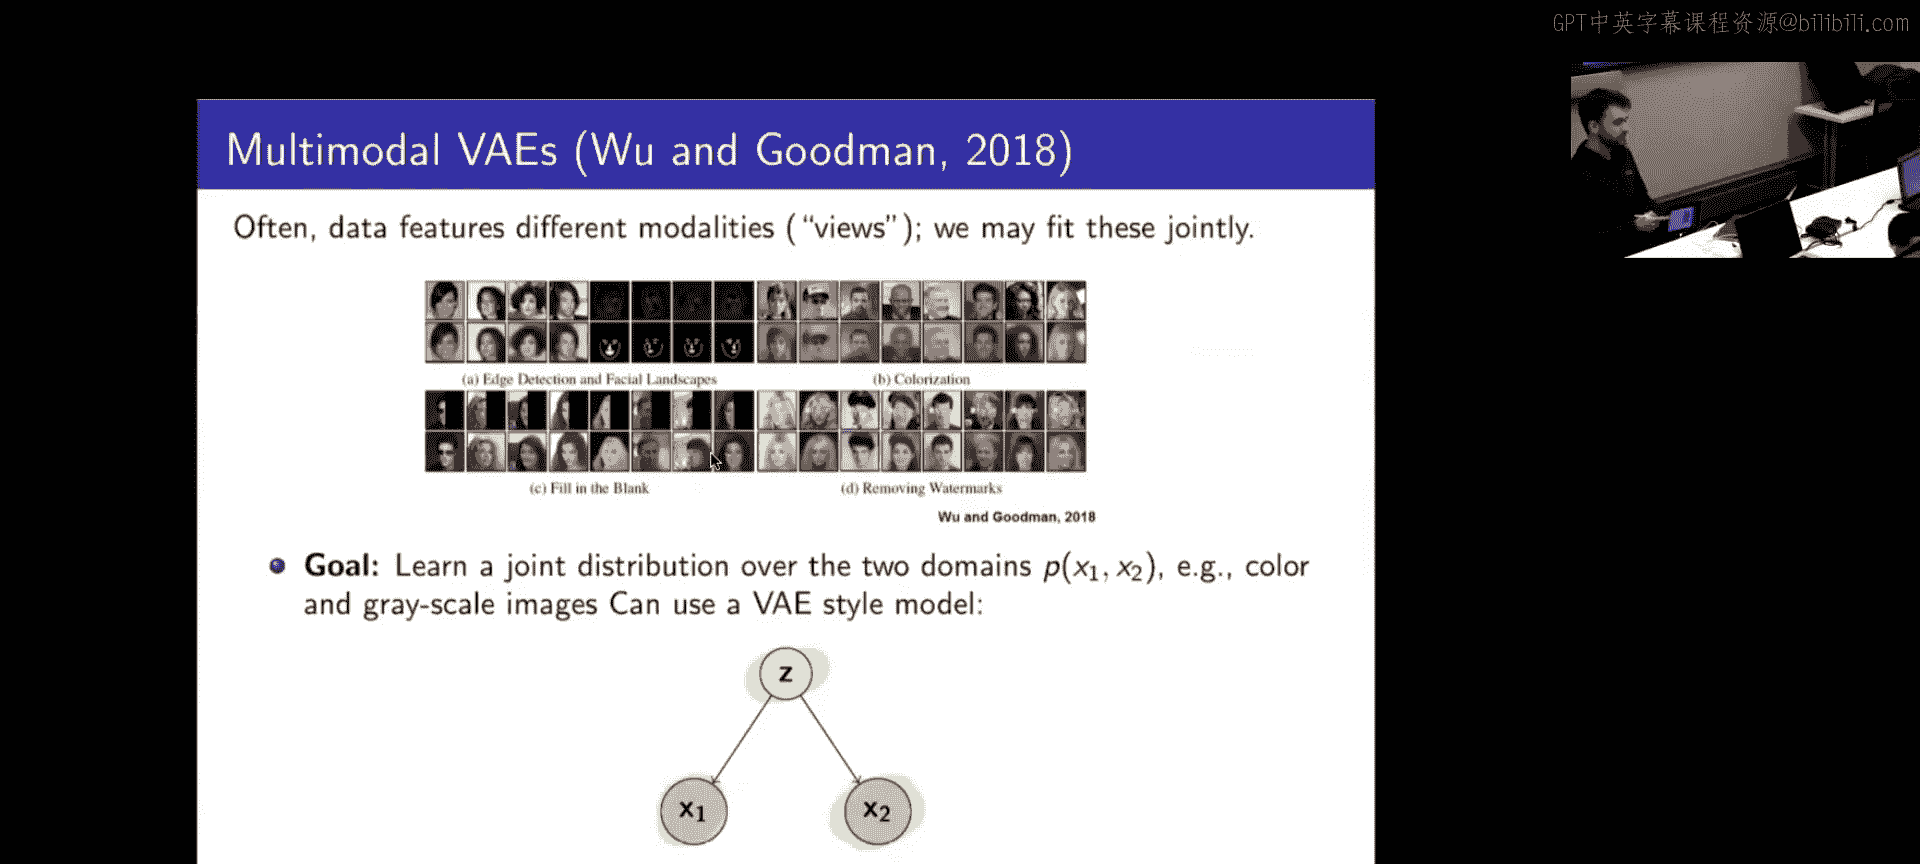 GPT中英字幕课程资源@bilibili.com
Multimodal VAEs (Wu and Goodman, 2018)
Often, data features different modalities (“views”); we may fit these jointly.
(a) Edge Detection and Facial Landscapes
(b) Colorization
(c) Fill in the Blank
(d) Removing Watermarks
Wu and Goodman, 2018
Goal: Learn a joint distribution over the two domains p(x₁, x₂), e.g., color
and gray-scale images Can use a VAE style model:
z
x₁
x₂